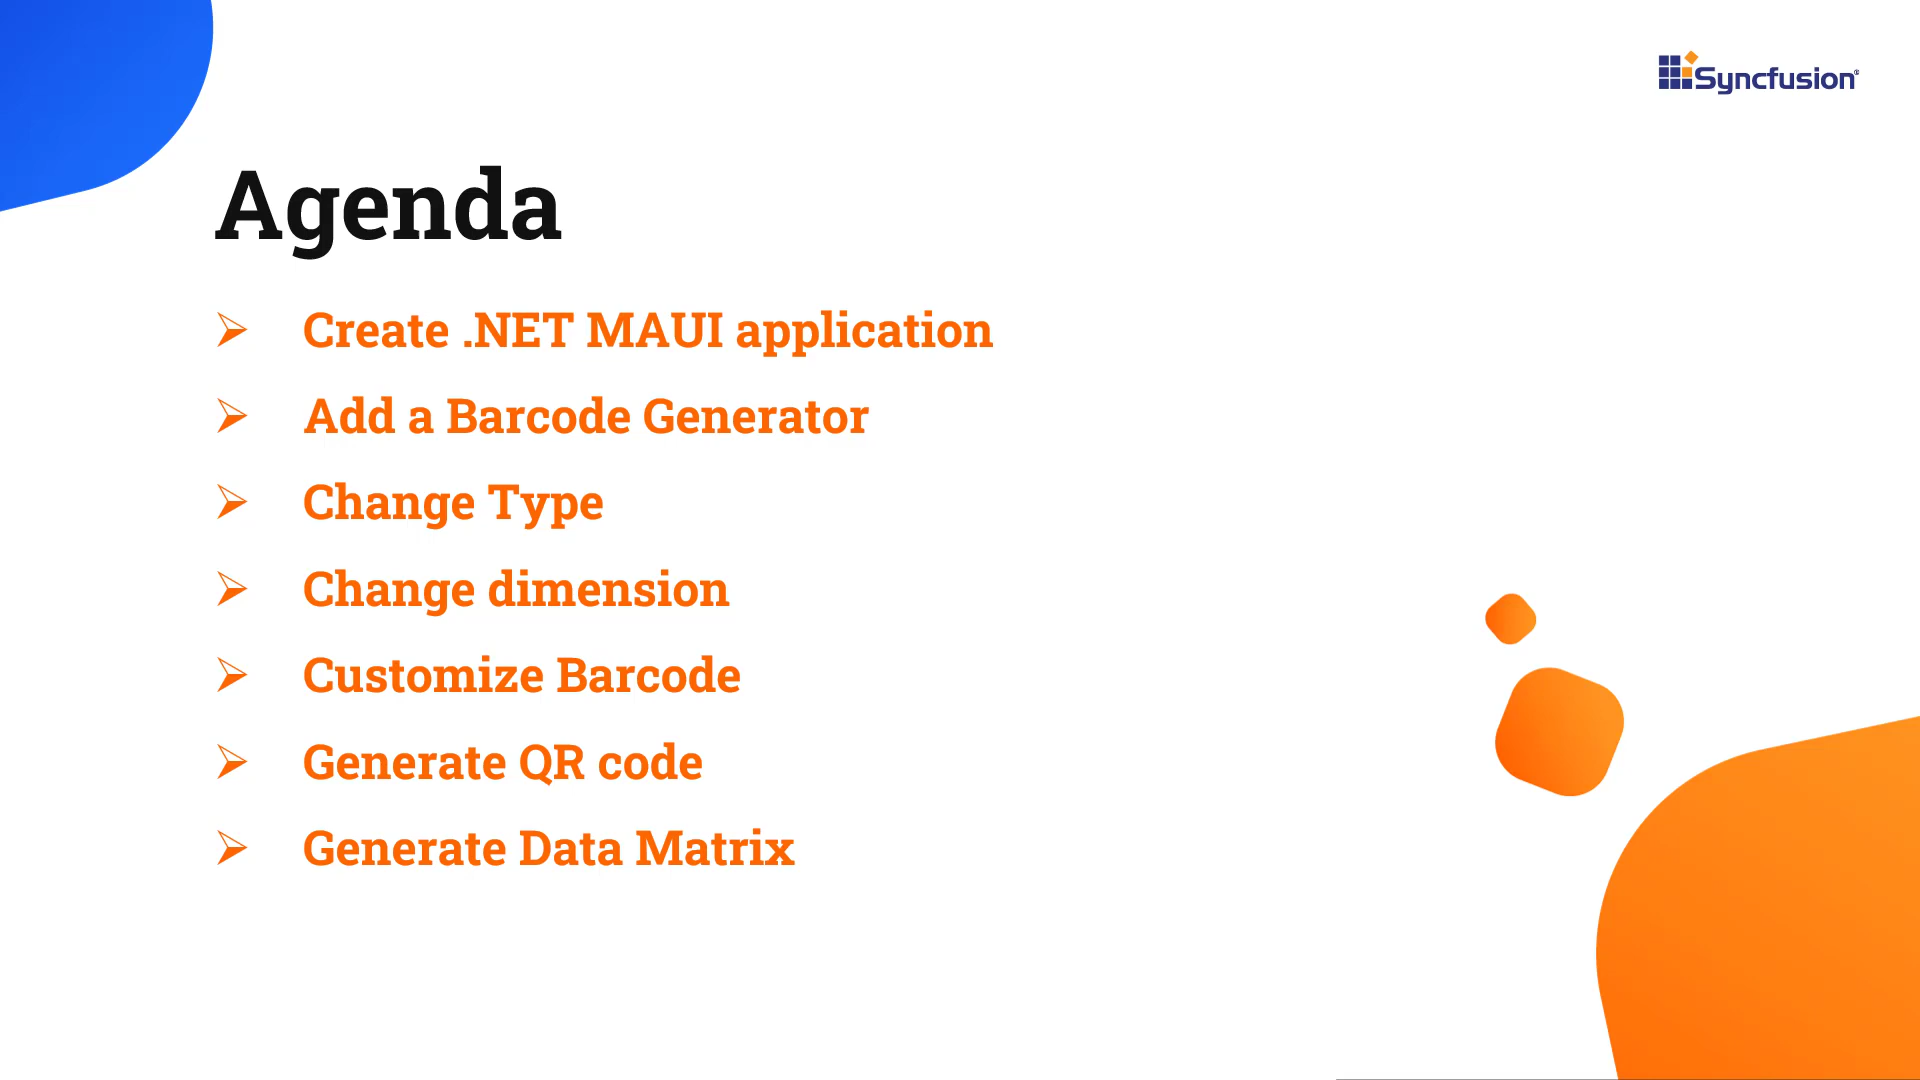 Syncfusion®
Agenda
➢ Create .NET MAUI application
➢ Add a Barcode Generator
➢ Change Type
➢ Change dimension
➢ Customize Barcode
➢ Generate QR code
➢ Generate Data Matrix